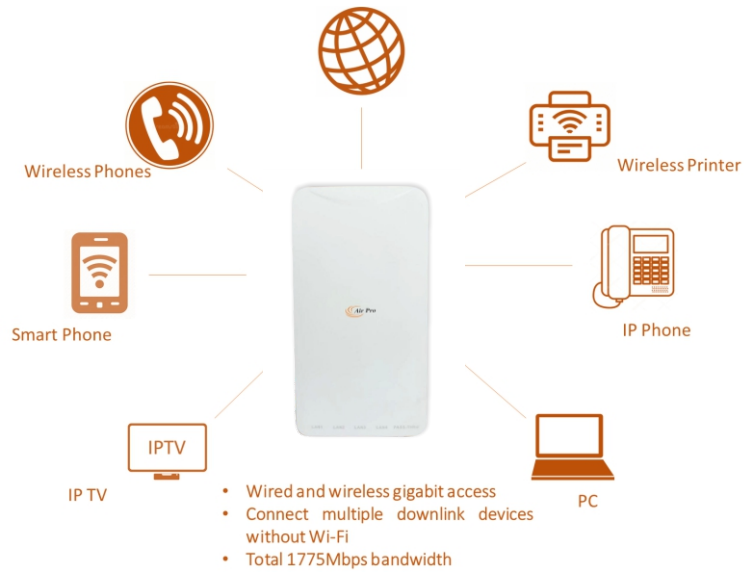 Wireless Phones
Wireless Printer
Smart Phone
Air Pro
IP Phone
IPTV
IP TV
PC
• Wired and wireless gigabit access
• Connect multiple downlink devices
without Wi-Fi
• Total 1775Mbps bandwidth